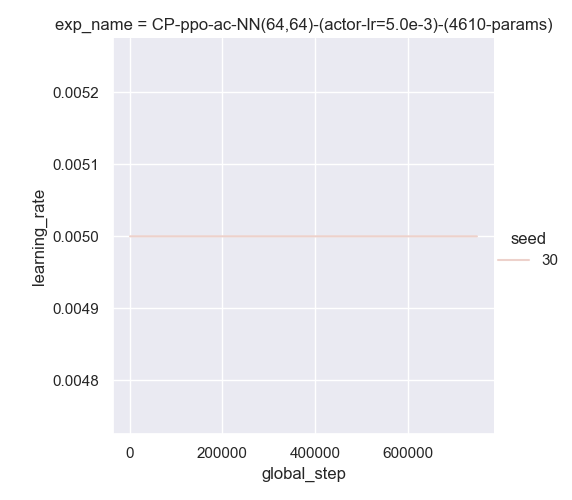 exp_name = CP-ppo-ac-NN(64,64)-(actor-lr=5.0e-3)-(4610-params)
0.0052
0.0051
0.0050
0.0049
0.0048
learning_rate
seed
30
0 200000 400000 600000
global_step